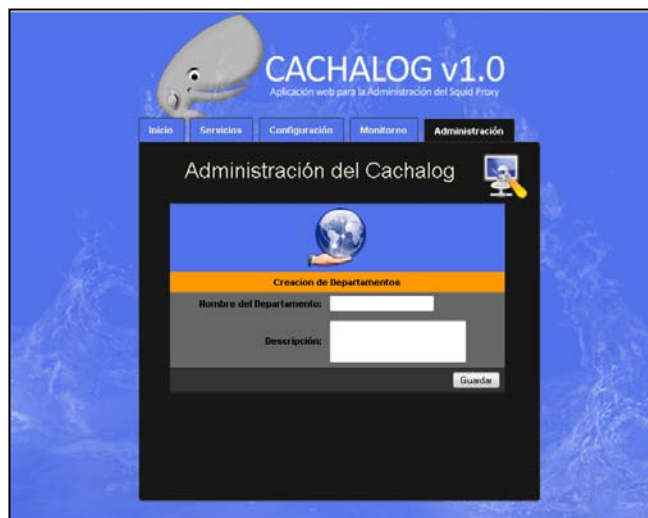 CACHALOG v1.0
Aplicación web para la Administración del Squid Proxy
Inicio Servicios Configuración Monitoreo Administración
Administración del Cachalog
Creacion de Departamentos
Nombre del Departamento:
Descripción:
Guardar